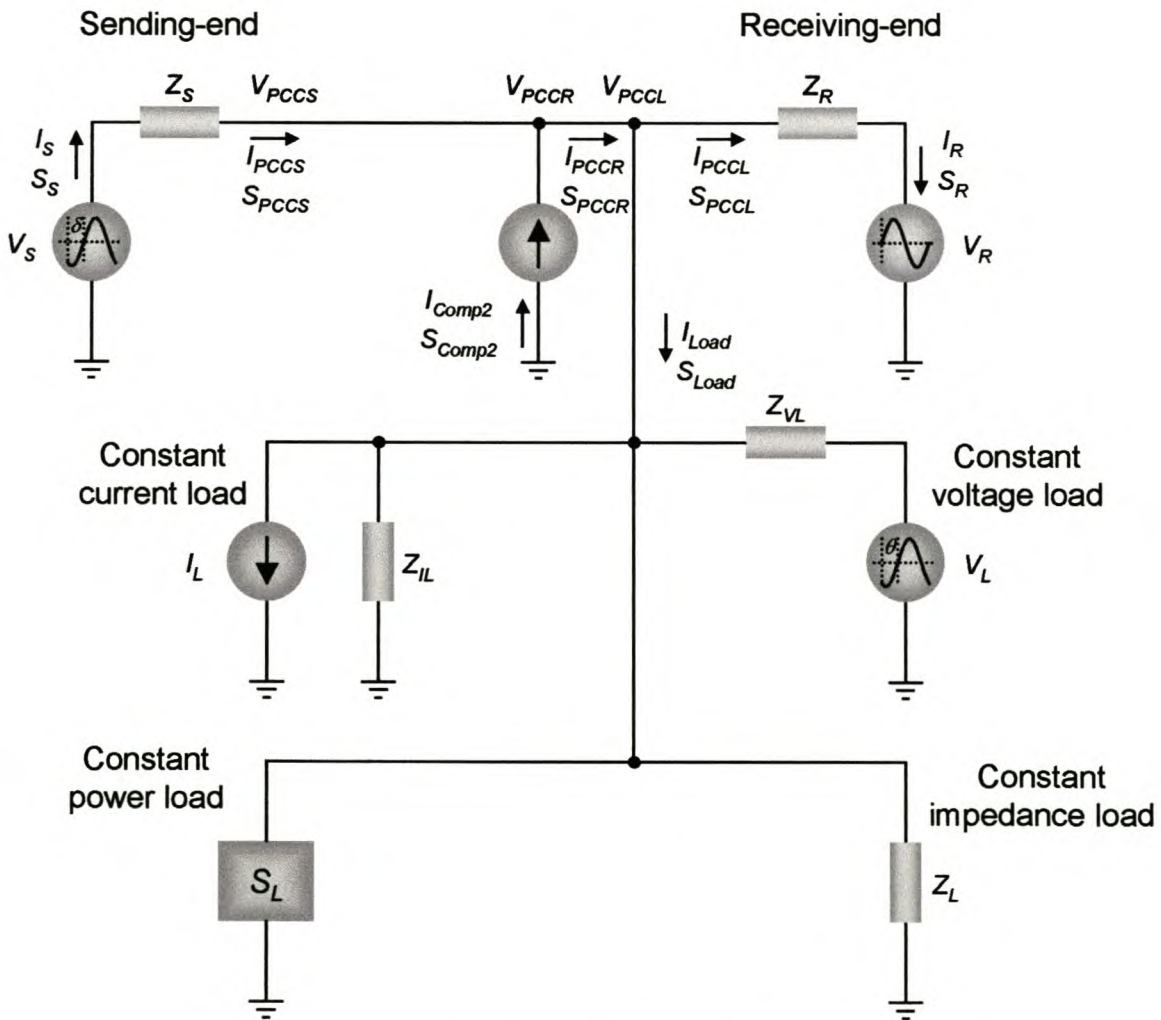 Sending-end
Receiving-end
Z_S
V_PCCS
V_PCCR
V_PCCL
Z_R
I_S
S_S
I_PCCS
S_PCCS
I_PCCR
S_PCCR
I_PCCL
S_PCCL
I_R
S_R
δ
V_S
V_R
I_Comp2
S_Comp2
I_Load
S_Load
Z_VL
Constant
current load
Constant
voltage load
I_L
Z_IL
θ
V_L
Constant
power load
Constant
impedance load
S_L
Z_L